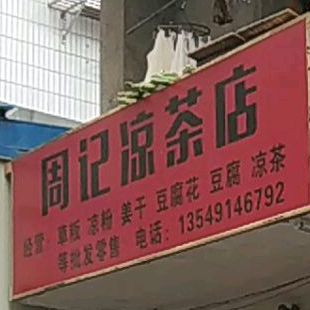 周记凉茶店
经营：草粄 凉粉 姜干 豆腐花 豆腐 凉茶
等批发零售 电话：13549146792